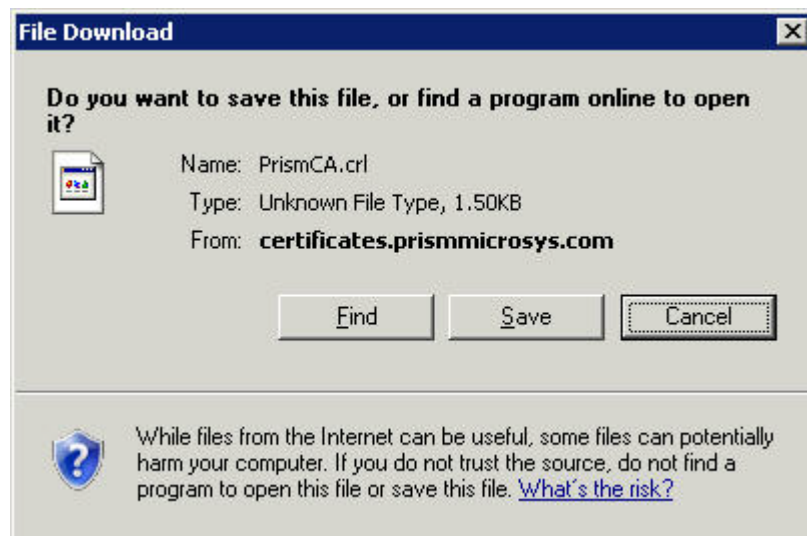 File Download
Do you want to save this file, or find a program online to open
it?
Name: PrismCA.crl
Type: Unknown File Type, 1.50KB
From: certificates.prismmicrosys.com
Find Save Cancel
While files from the Internet can be useful, some files can potentially
harm your computer. If you do not trust the source, do not find a
program to open this file or save this file. What's the risk?